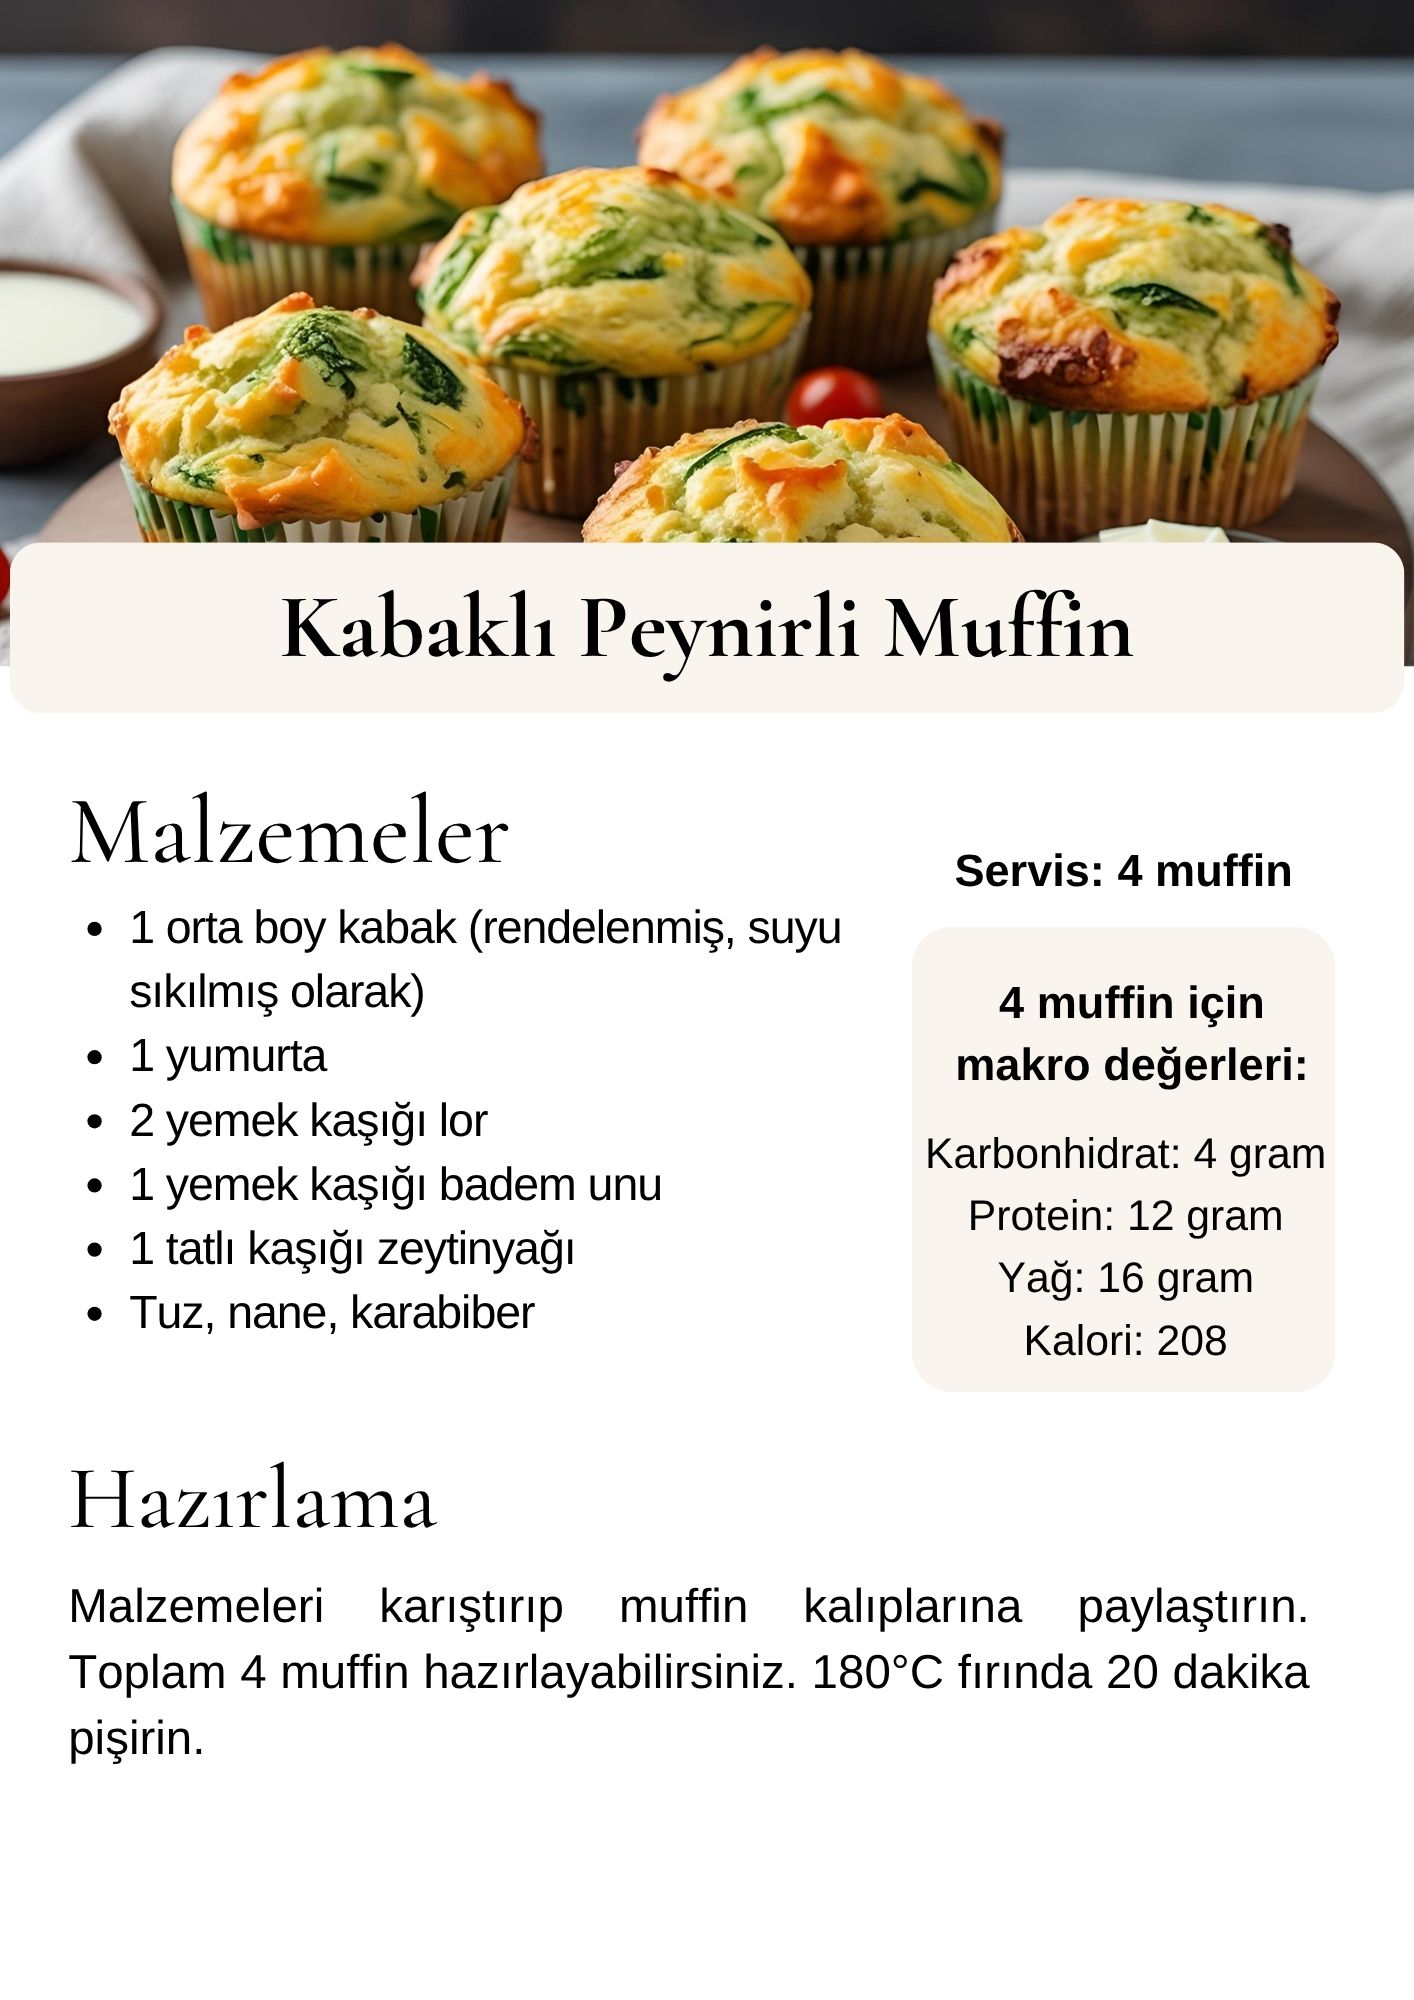 Kabaklı Peynirli Muffin
Malzemeler
• 1 orta boy kabak (rendelenmiş, suyu
sıkılmış olarak)
• 1 yumurta
• 2 yemek kaşığı lor
• 1 yemek kaşığı badem unu
• 1 tatlı kaşığı zeytinyağı
• Tuz, nane, karabiber
Servis: 4 muffin
4 muffin için
makro değerleri:
Karbonhidrat: 4 gram
Protein: 12 gram
Yağ: 16 gram
Kalori: 208
Hazırlama
Malzemeleri karıştırıp muffin kalıplarına paylaştırın.
Toplam 4 muffin hazırlayabilirsiniz. 180°C fırında 20 dakika
pişirin.